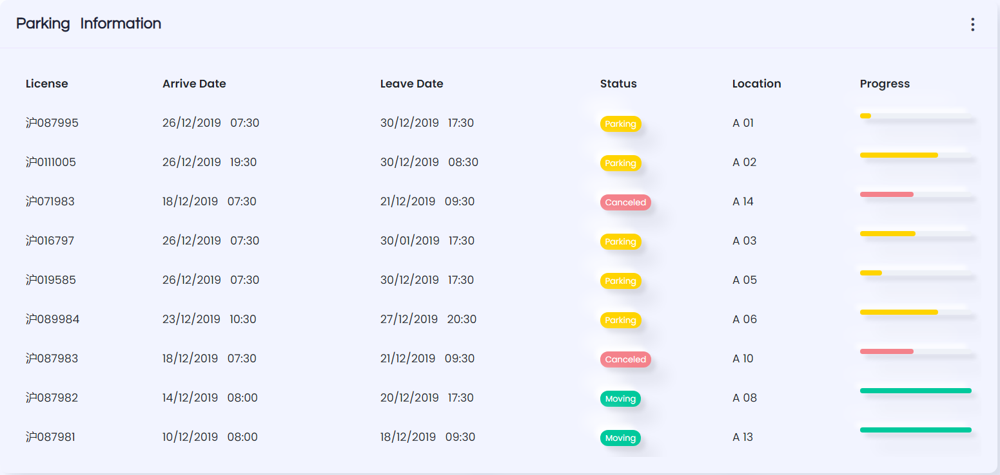 Parking Information
License Arrive Date Leave Date Status Location Progress
沪087995 26/12/2019 07:30 30/12/2019 17:30 Parking A 01
沪0111005 26/12/2019 19:30 30/12/2019 08:30 Parking A 02
沪071983 18/12/2019 07:30 21/12/2019 09:30 Canceled A 14
沪016797 26/12/2019 07:30 30/01/2019 17:30 Parking A 03
沪019585 26/12/2019 07:30 30/12/2019 17:30 Parking A 05
沪089984 23/12/2019 10:30 27/12/2019 20:30 Parking A 06
沪087983 18/12/2019 07:30 21/12/2019 09:30 Canceled A 10
沪087982 14/12/2019 08:00 20/12/2019 17:30 Moving A 08
沪087981 10/12/2019 08:00 18/12/2019 09:30 Moving A 13